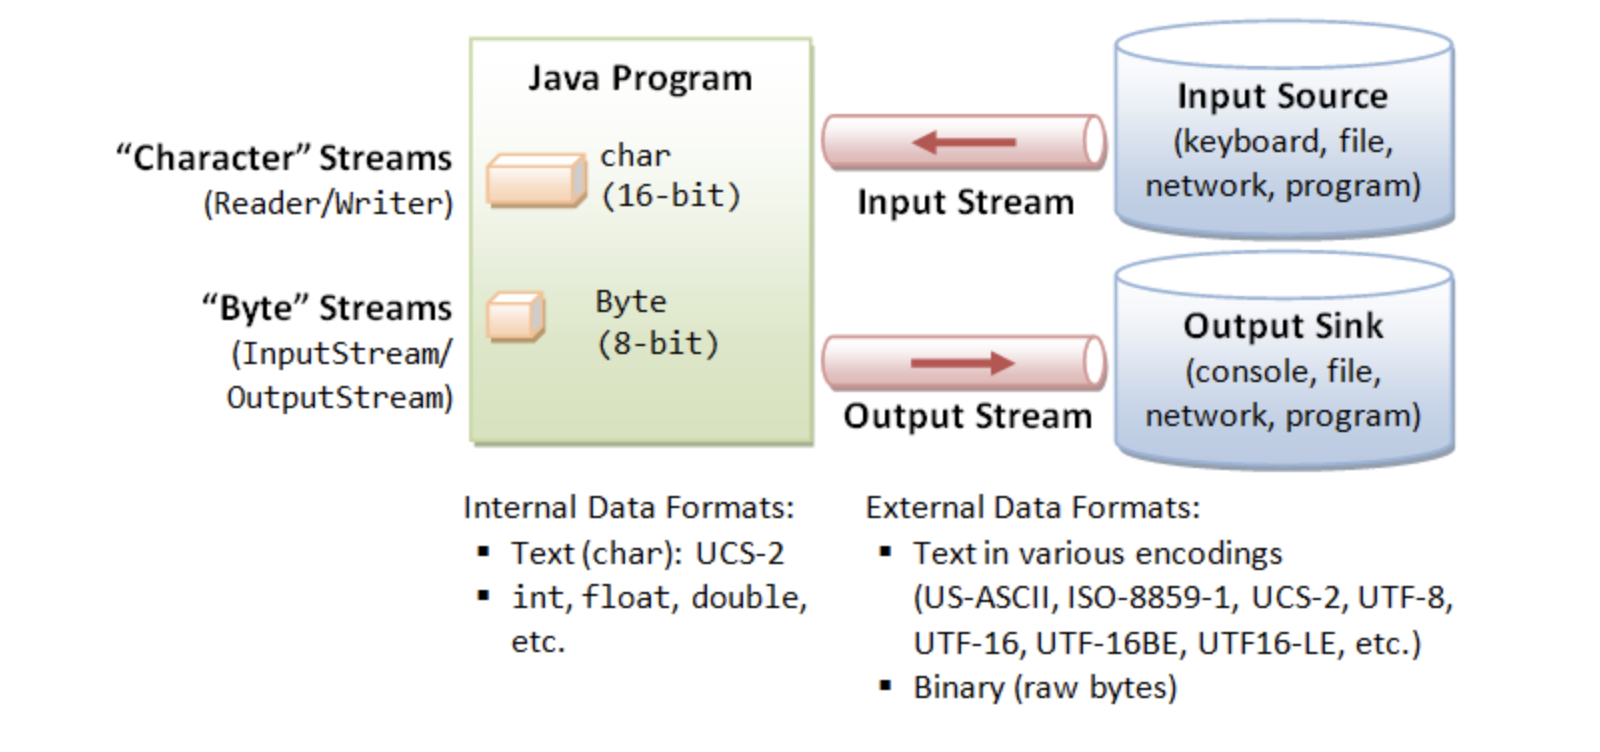 Java Program
“Character” Streams
(Reader/Writer)
char
(16-bit)
“Byte” Streams
(InputStream/
OutputStream)
Byte
(8-bit)
Input Stream
Output Stream
Input Source
(keyboard, file,
network, program)
Output Sink
(console, file,
network, program)
Internal Data Formats:
▪ Text (char): UCS-2
▪ int, float, double,
etc.
External Data Formats:
▪ Text in various encodings
(US-ASCII, ISO-8859-1, UCS-2, UTF-8,
UTF-16, UTF-16BE, UTF16-LE, etc.)
▪ Binary (raw bytes)